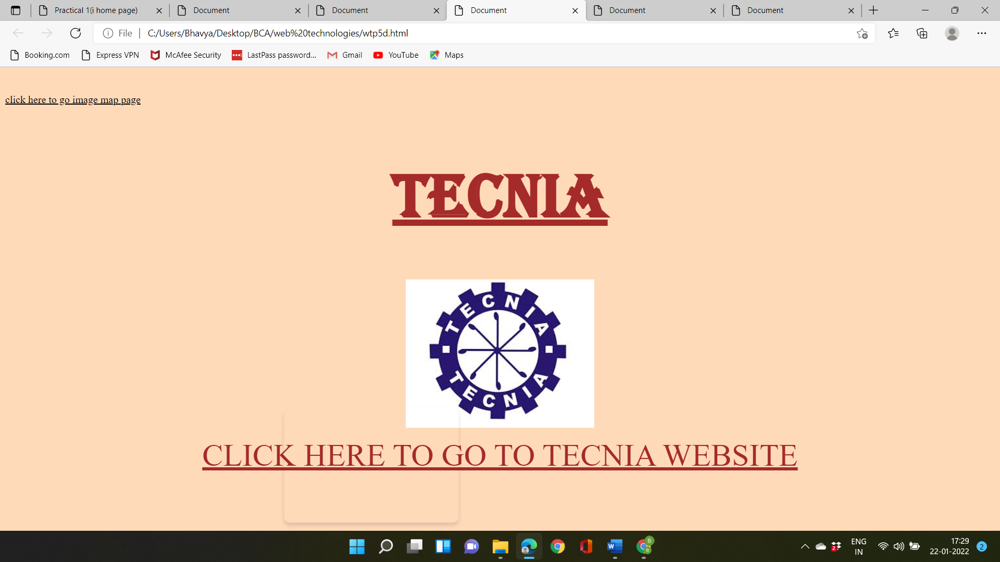 Practical 1(i home page)
Document
Document
Document
Document
Document
File
C:/Users/Bhavya/Desktop/BCA/web%20technologies/wtp5d.html
Booking.com
Express VPN
McAfee Security
LastPass password...
Gmail
YouTube
Maps
click here to go image map page
TECNIA
TECNIA
TECNIA
CLICK HERE TO GO TO TECNIA WEBSITE
W
B
B
2
ENG
IN
17:29
22-01-2022
2